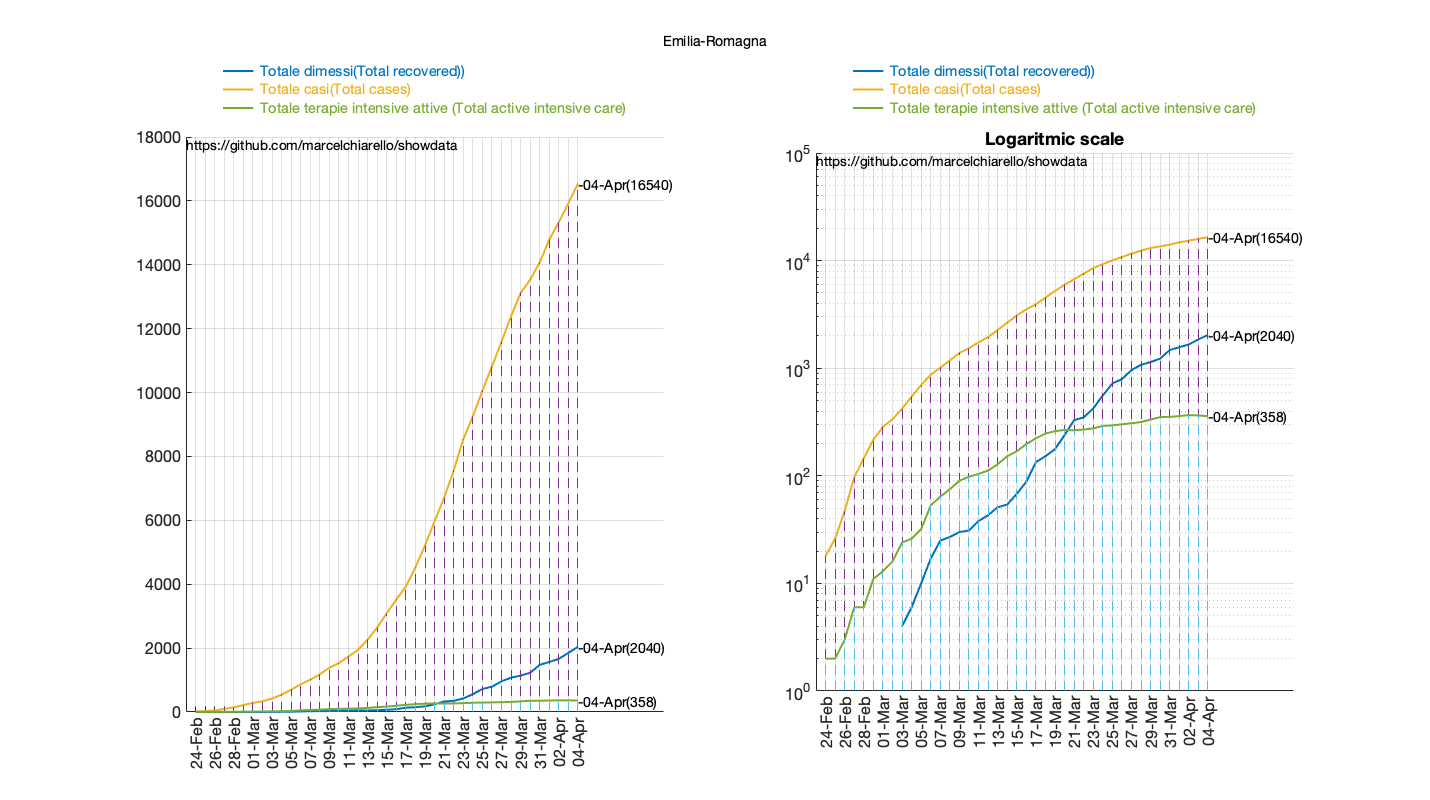 Emilia-Romagna
Totale dimessi(Total recovered))
Totale casi(Total cases)
Totale terapie intensive attive (Total active intensive care)
18000
https://github.com/marcelchiarello/showdata
16000
14000
12000
10000
8000
6000
4000
2000
0
-04-Apr(16540)
-04-Apr(2040)
-04-Apr(358)
24-Feb
26-Feb
28-Feb
01-Mar
03-Mar
05-Mar
07-Mar
09-Mar
11-Mar
13-Mar
15-Mar
17-Mar
19-Mar
21-Mar
23-Mar
25-Mar
27-Mar
29-Mar
31-Mar
02-Apr
04-Apr
Totale dimessi(Total recovered))
Totale casi(Total cases)
Totale terapie intensive attive (Total active intensive care)
Logaritmic scale
10^5
https://github.com/marcelchiarello/showdata
10^4
10^3
10^2
10^1
10^0
-04-Apr(16540)
-04-Apr(2040)
-04-Apr(358)
24-Feb
26-Feb
28-Feb
01-Mar
03-Mar
05-Mar
07-Mar
09-Mar
11-Mar
13-Mar
15-Mar
17-Mar
19-Mar
21-Mar
23-Mar
25-Mar
27-Mar
29-Mar
31-Mar
02-Apr
04-Apr